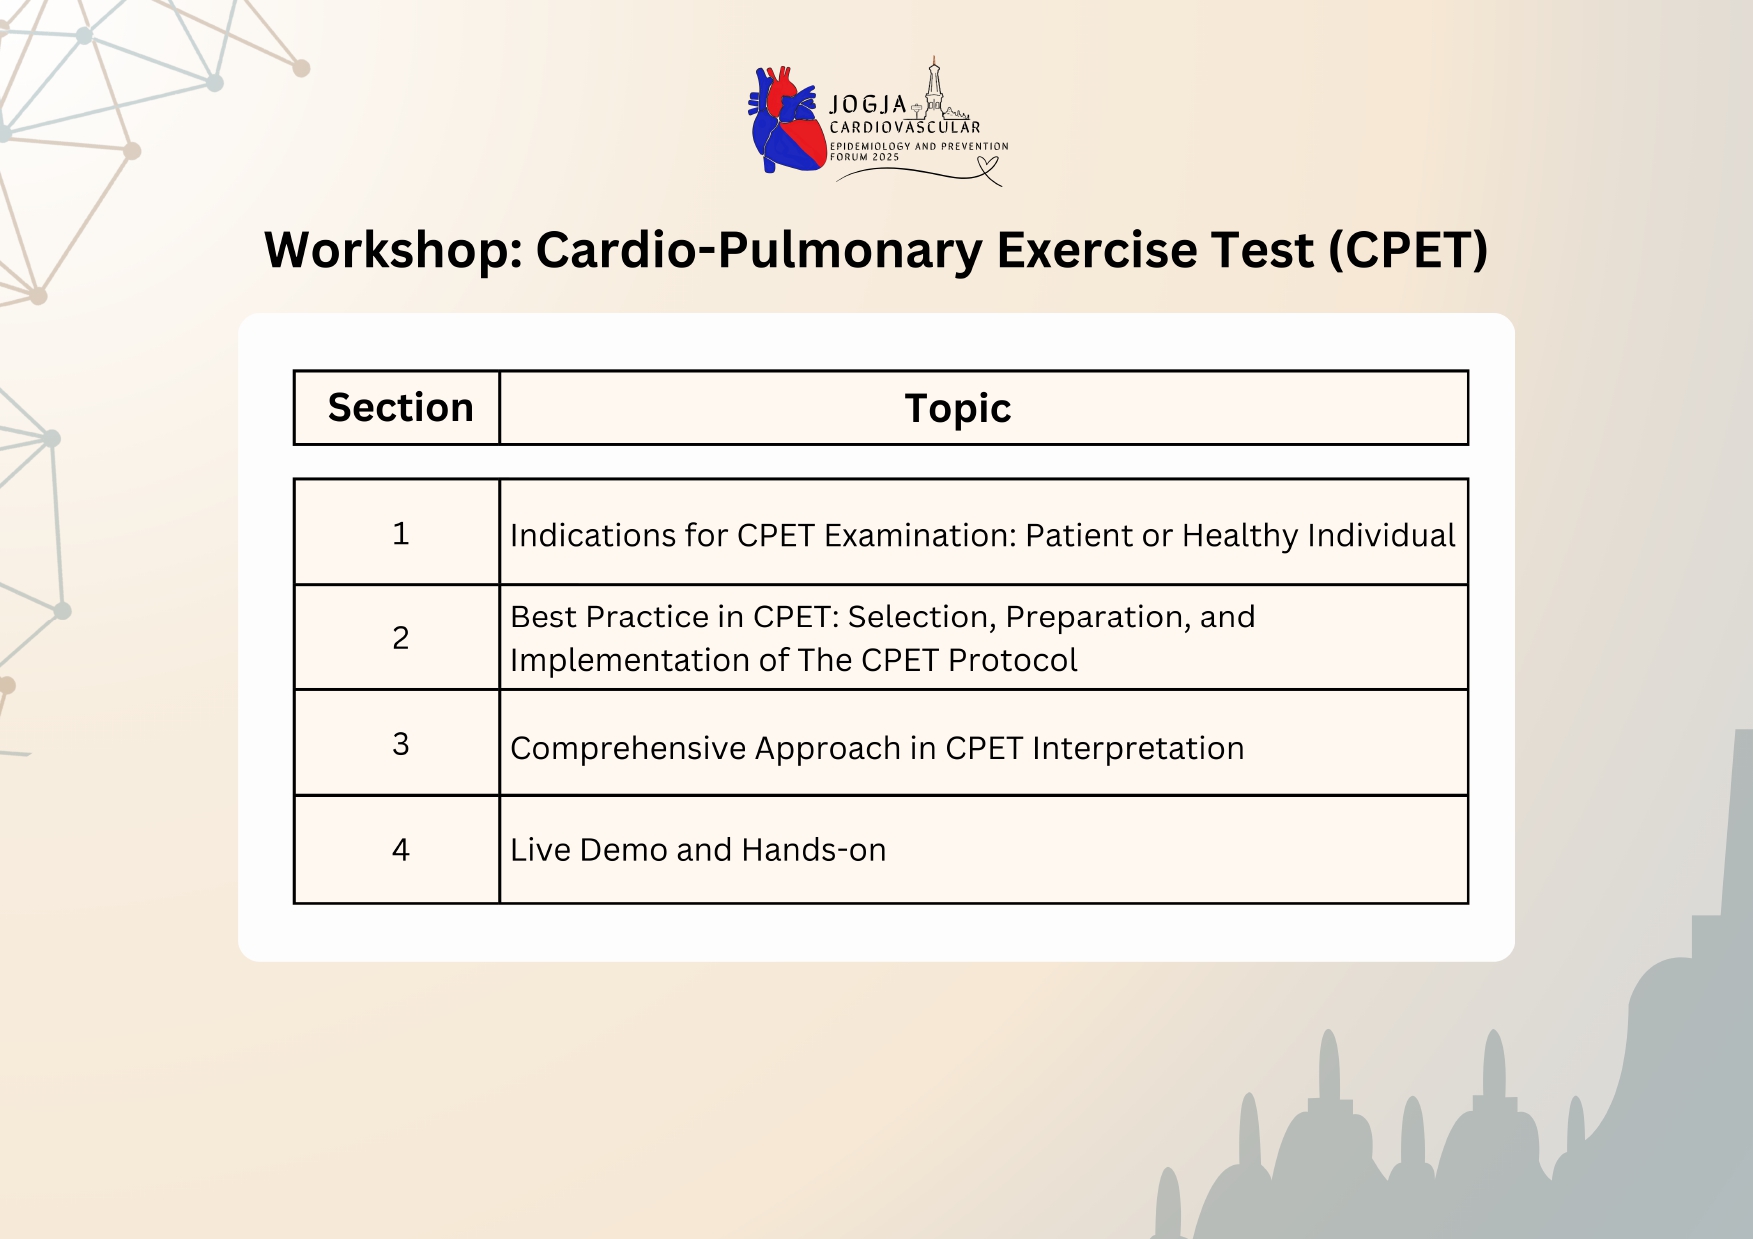 JOGJA
CARDIOVASCULAR
EPIDEMIOLOGY AND PREVENTION
FORUM 2025
Workshop: Cardio-Pulmonary Exercise Test (CPET)
Section
Topic
1
Indications for CPET Examination: Patient or Healthy Individual
2
Best Practice in CPET: Selection, Preparation, and
Implementation of The CPET Protocol
3
Comprehensive Approach in CPET Interpretation
4
Live Demo and Hands-on